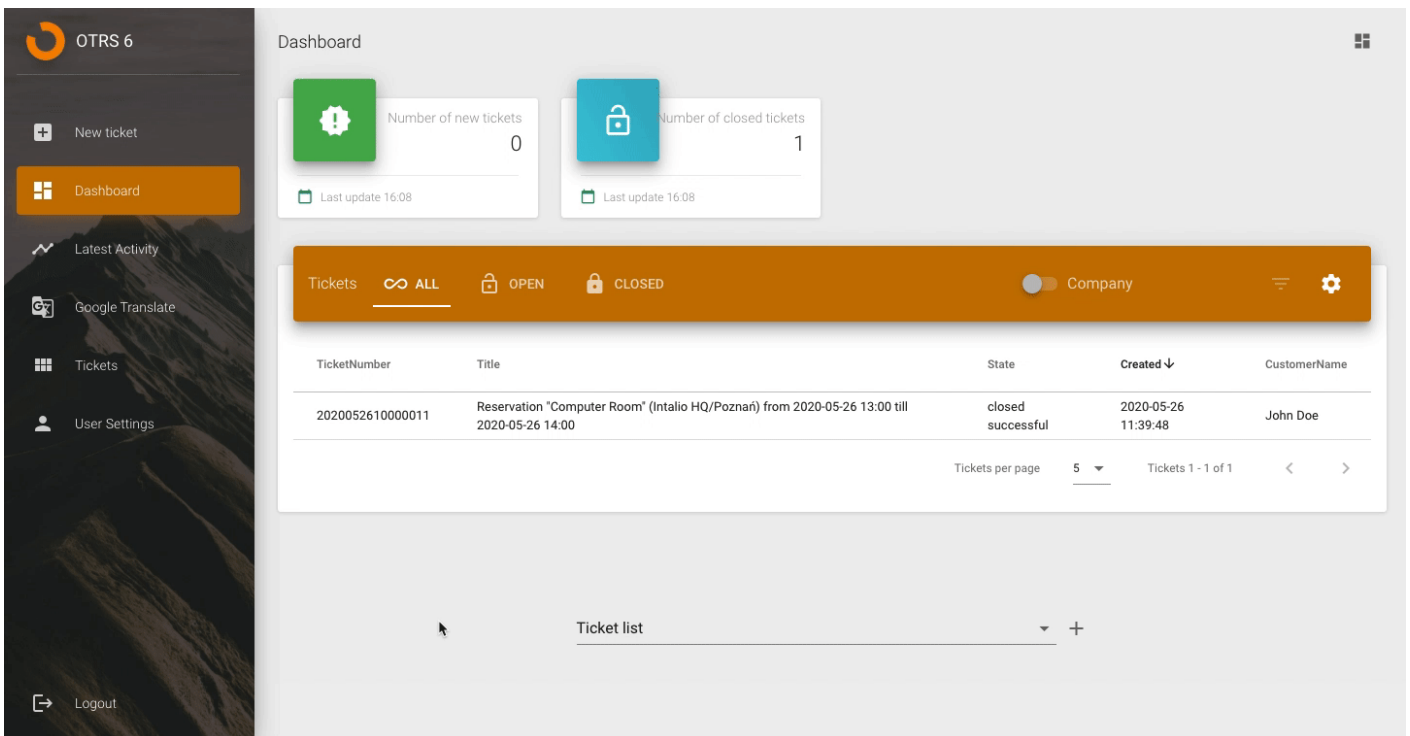 OTRS 6
New ticket
Dashboard
Latest Activity
Google Translate
Tickets
User Settings
Logout
Dashboard
Number of new tickets
0
Last update 16:08
Number of closed tickets
1
Last update 16:08
Tickets ALL OPEN CLOSED Company
TicketNumber Title State Created CustomerName
2020052610000011 Reservation "Computer Room" (Intalio HQ/Poznań) from 2020-05-26 13:00 till closed 2020-05-26 John Doe
2020-05-26 14:00 successful 11:39:48
Tickets per page 5 Tickets 1 - 1 of 1
Ticket list